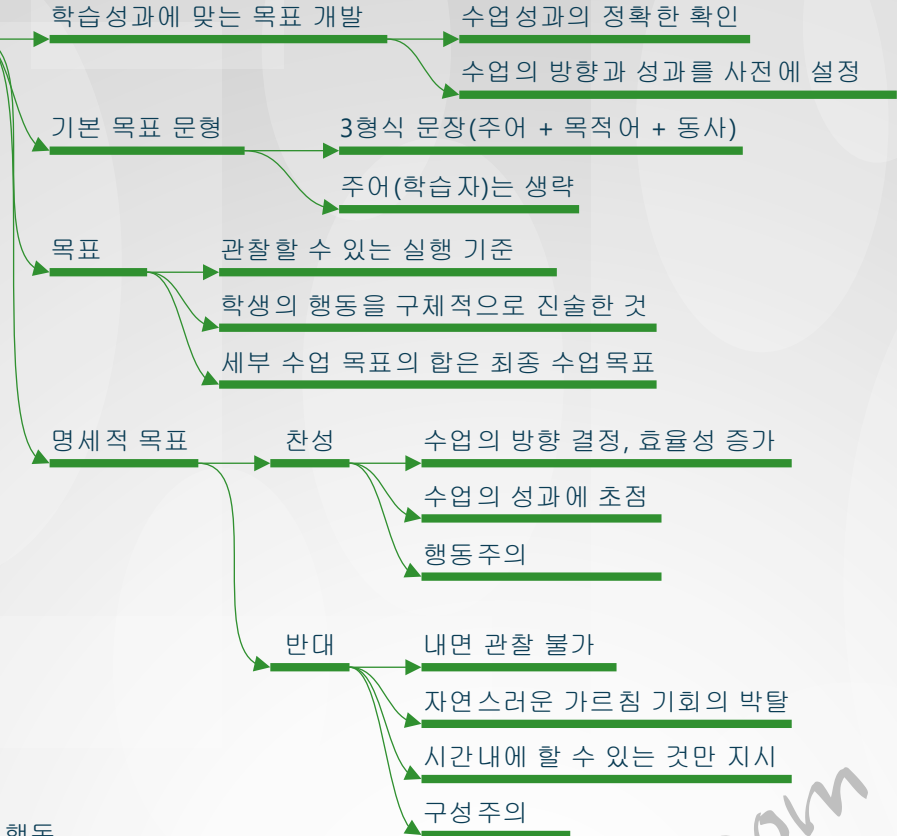 학습성과에 맞는 목표 개발
수업성과의 정확한 확인
수업의 방향과 성과를 사전에 설정
기본 목표 문형
3형식 문장(주어 + 목적어 + 동사)
주어(학습자)는 생략
목표
관찰할 수 있는 실행 기준
학생의 행동을 구체적으로 진술한 것
세부 수업 목표의 합은 최종 수업목표
명세적 목표
찬성
수업의 방향 결정, 효율성 증가
수업의 성과에 초점
행동주의
반대
내면 관찰 불가
자연스러운 가르침 기회의 박탈
시간내에 할 수 있는 것만 지시
구성주의
행동
om